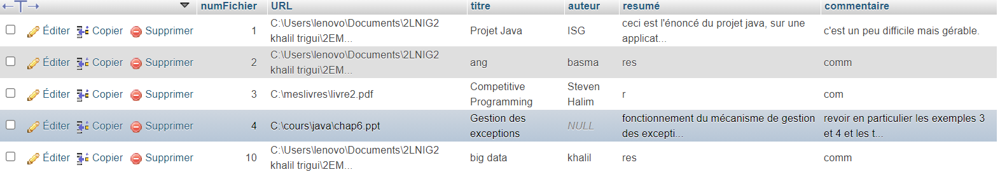 numFichier URL titre auteur resumé commentaire
Éditer Copier Supprimer 1 C:\Users\lenovo\Documents\2LNIG2 Projet Java ISG ceci est l'énoncé du projet java, sur une c'est un peu difficile mais gérable.
khalil trigui\2EM... applicat...
Éditer Copier Supprimer 2 C:\Users\lenovo\Documents\2LNIG2 ang basma res comm
khalil trigui\2EM...
Éditer Copier Supprimer 3 C:\meslivres\livre2.pdf Competitive Steven r com
Programming Halim
Éditer Copier Supprimer 4 C:\cours\java\chap6.ppt Gestion des NULL fonctionnement du mécanisme de gestion revoir en particulier les exemples 3
exceptions des excepti... et 4 et les t...
Éditer Copier Supprimer 10 C:\Users\lenovo\Documents\2LNIG2 big data khalil res comm
khalil trigui\2EM...